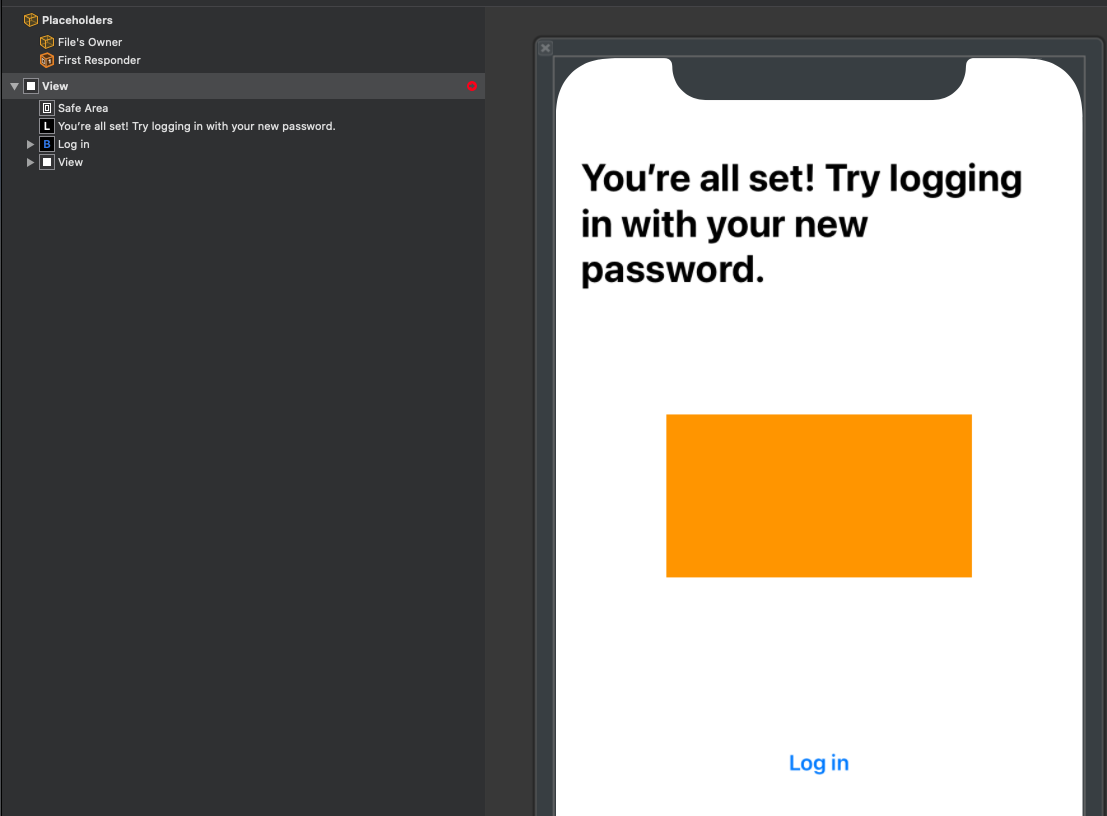 Placeholders
File's Owner
First Responder
View
Safe Area
L You're all set! Try logging in with your new password.
B Log in
View
You’re all set! Try logging
in with your new
password.
Log in